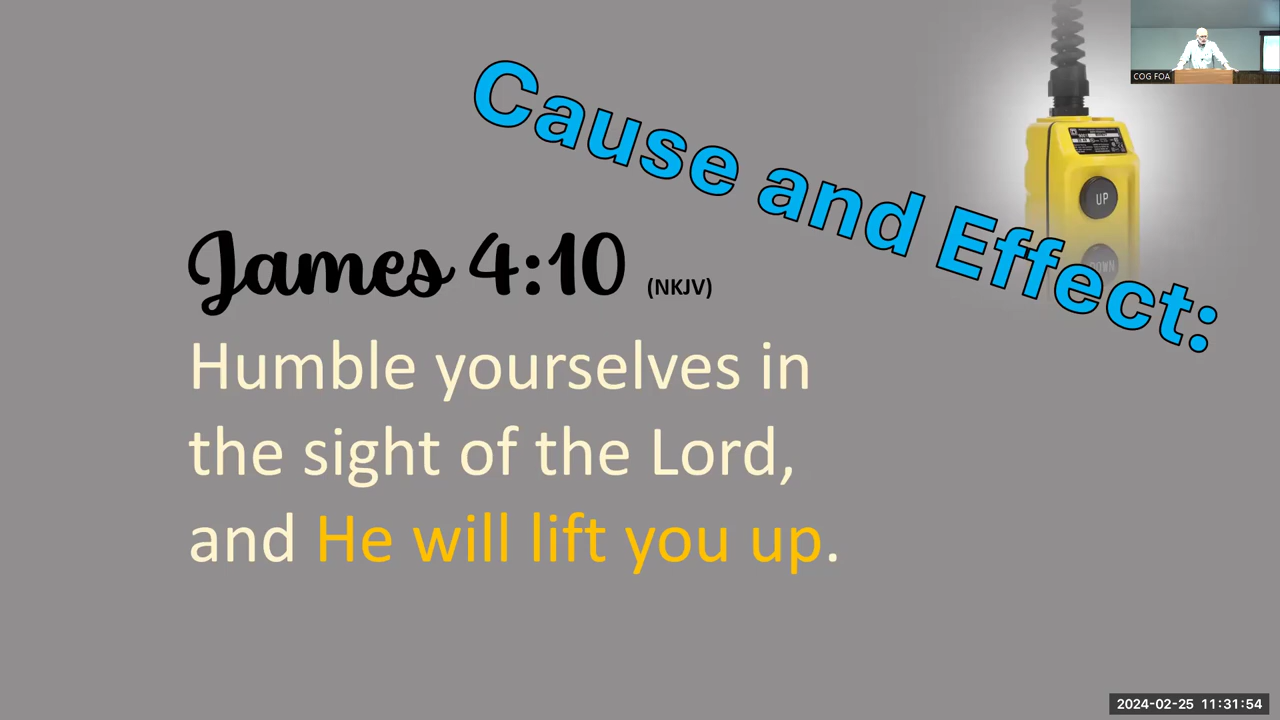 COG FOA
Cause and Effect:
UP
DOWN
James 4:10 (NKJV)
Humble yourselves in
the sight of the Lord,
and He will lift you up.
2024-02-25 11:31:54